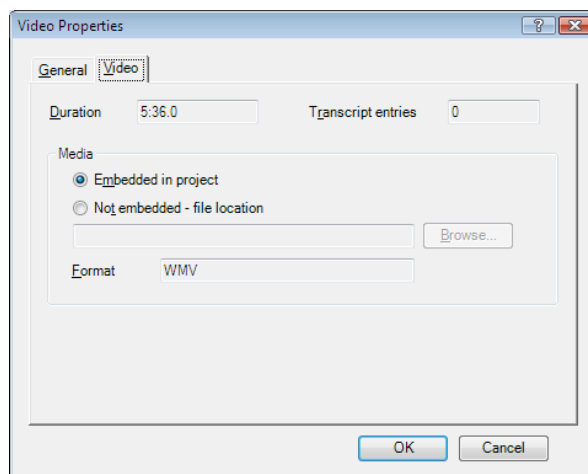 Video Properties
General Video
Duration 5:36.0 Transcript entries 0
Media
Embedded in project
Not embedded - file location
Browse...
Format WMV
OK Cancel